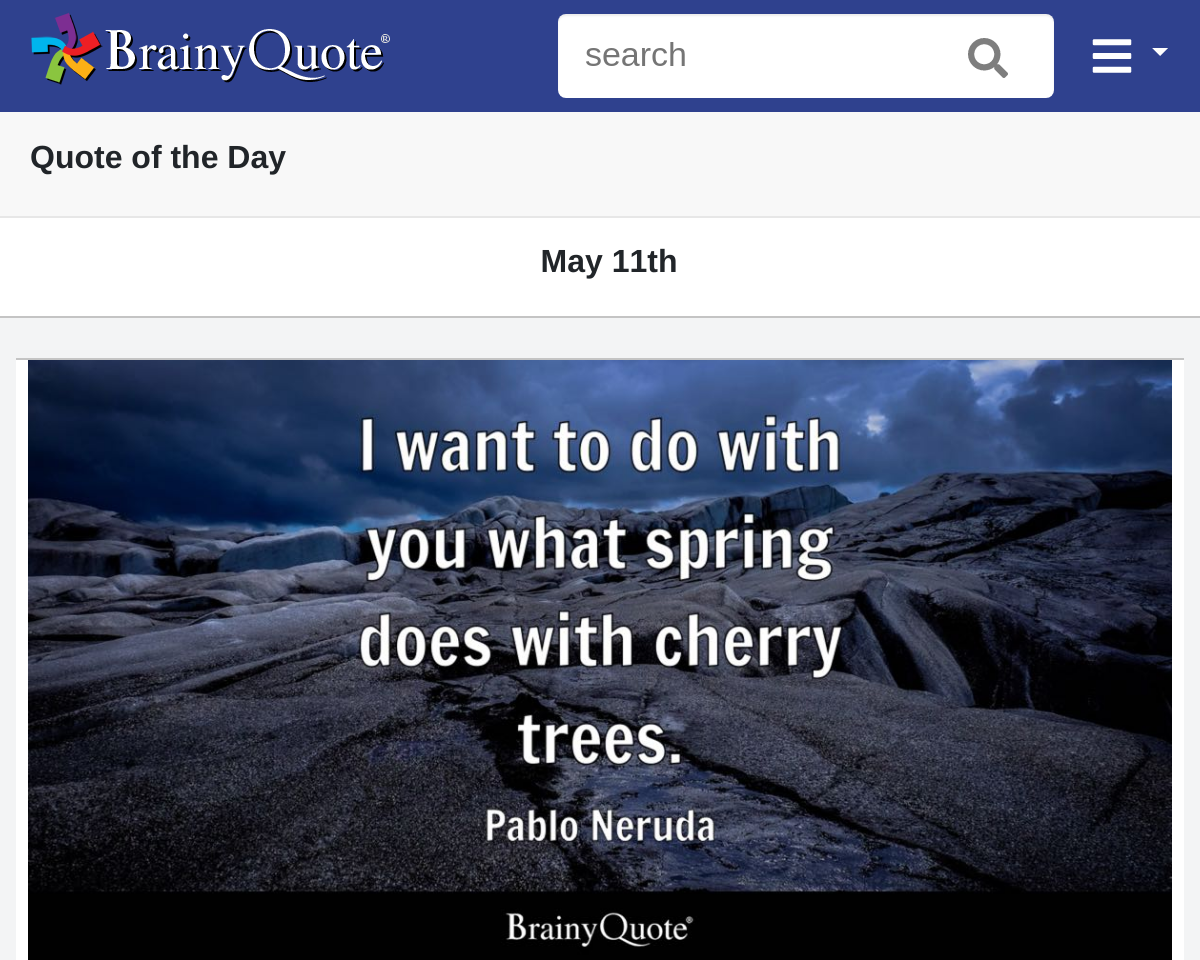 BrainyQuote®
search
Quote of the Day
May 11th
I want to do with
you what spring
does with cherry
trees.
Pablo Neruda
BrainyQuote®